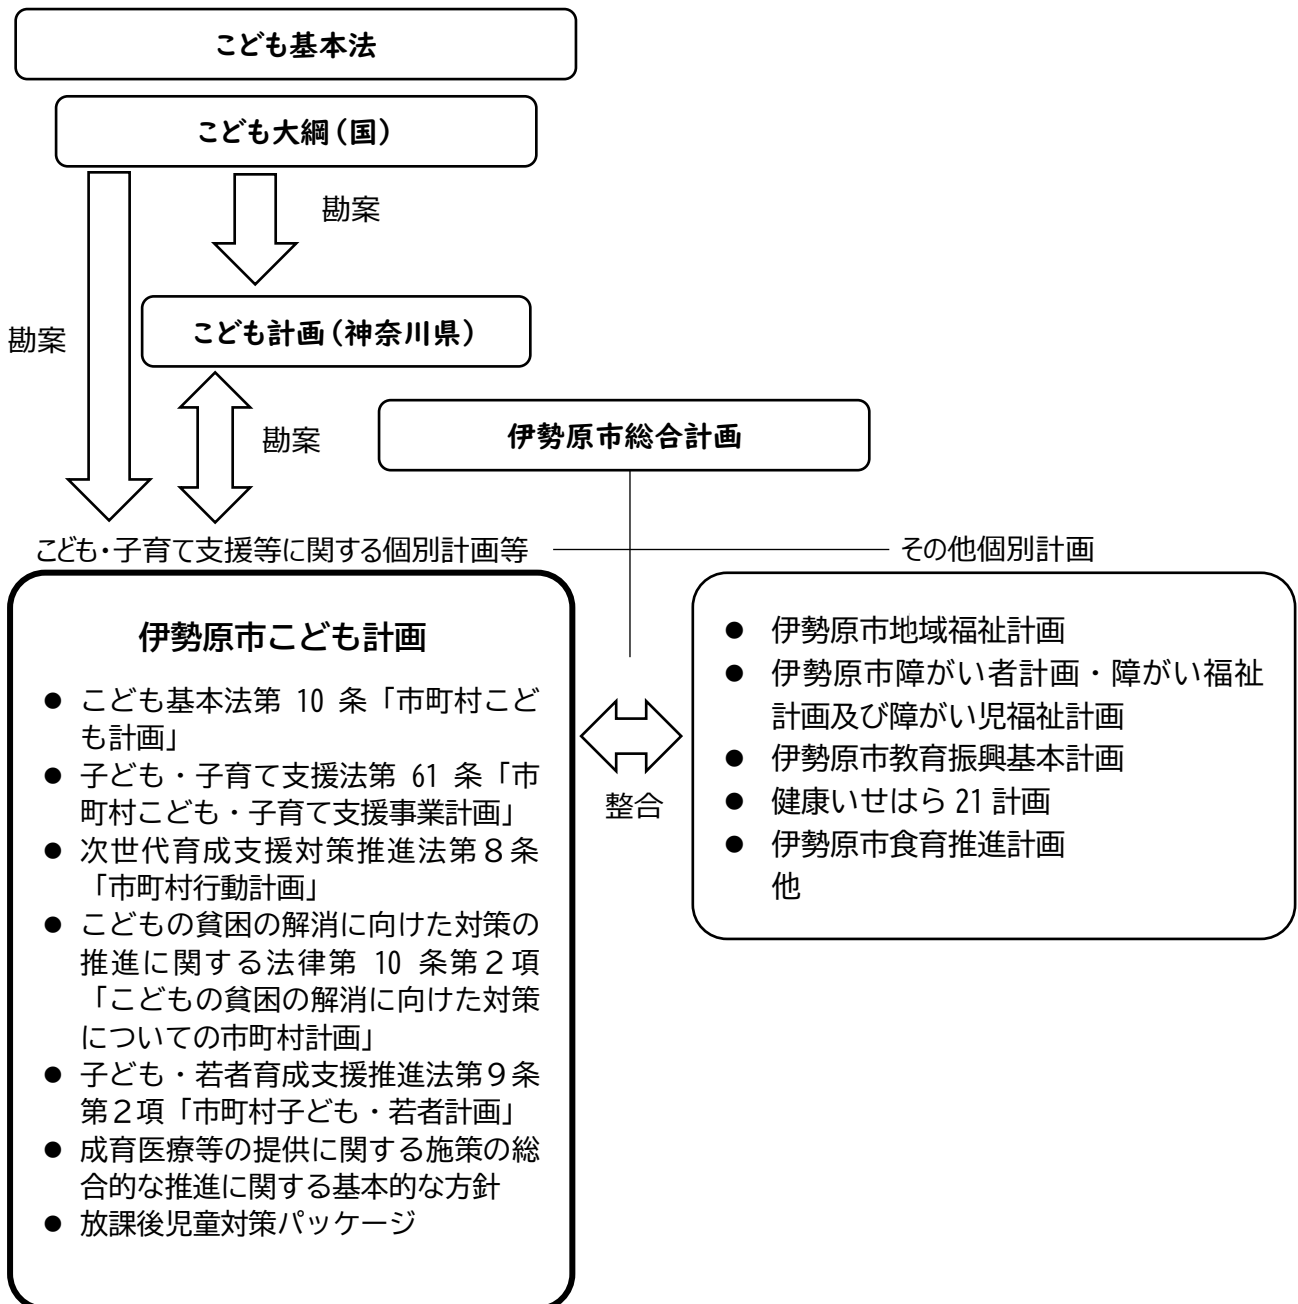 こども基本法
こども大綱（国）
勘案
こども計画（神奈川県）
勘案
勘案
伊勢原市総合計画
こども・子育て支援等に関する個別計画等
その他個別計画
伊勢原市こども計画
● こども基本法第 10 条「市町村こど
も計画」
● 子ども・子育て支援法第 61 条「市
町村こども・子育て支援事業計画」
● 次世代育成支援対策推進法第８条
「市町村行動計画」
● こどもの貧困の解消に向けた対策の
推進に関する法律第 10 条第２項
「こどもの貧困の解消に向けた対策
についての市町村計画」
● 子ども・若者育成支援推進法第９条
第２項「市町村子ども・若者計画」
● 成育医療等の提供に関する施策の総
合的な推進に関する基本的な方針
● 放課後児童対策パッケージ
整合
● 伊勢原市地域福祉計画
● 伊勢原市障がい者計画・障がい福祉
計画及び障がい児福祉計画
● 伊勢原市教育振興基本計画
● 健康いせはら 21 計画
● 伊勢原市食育推進計画
他